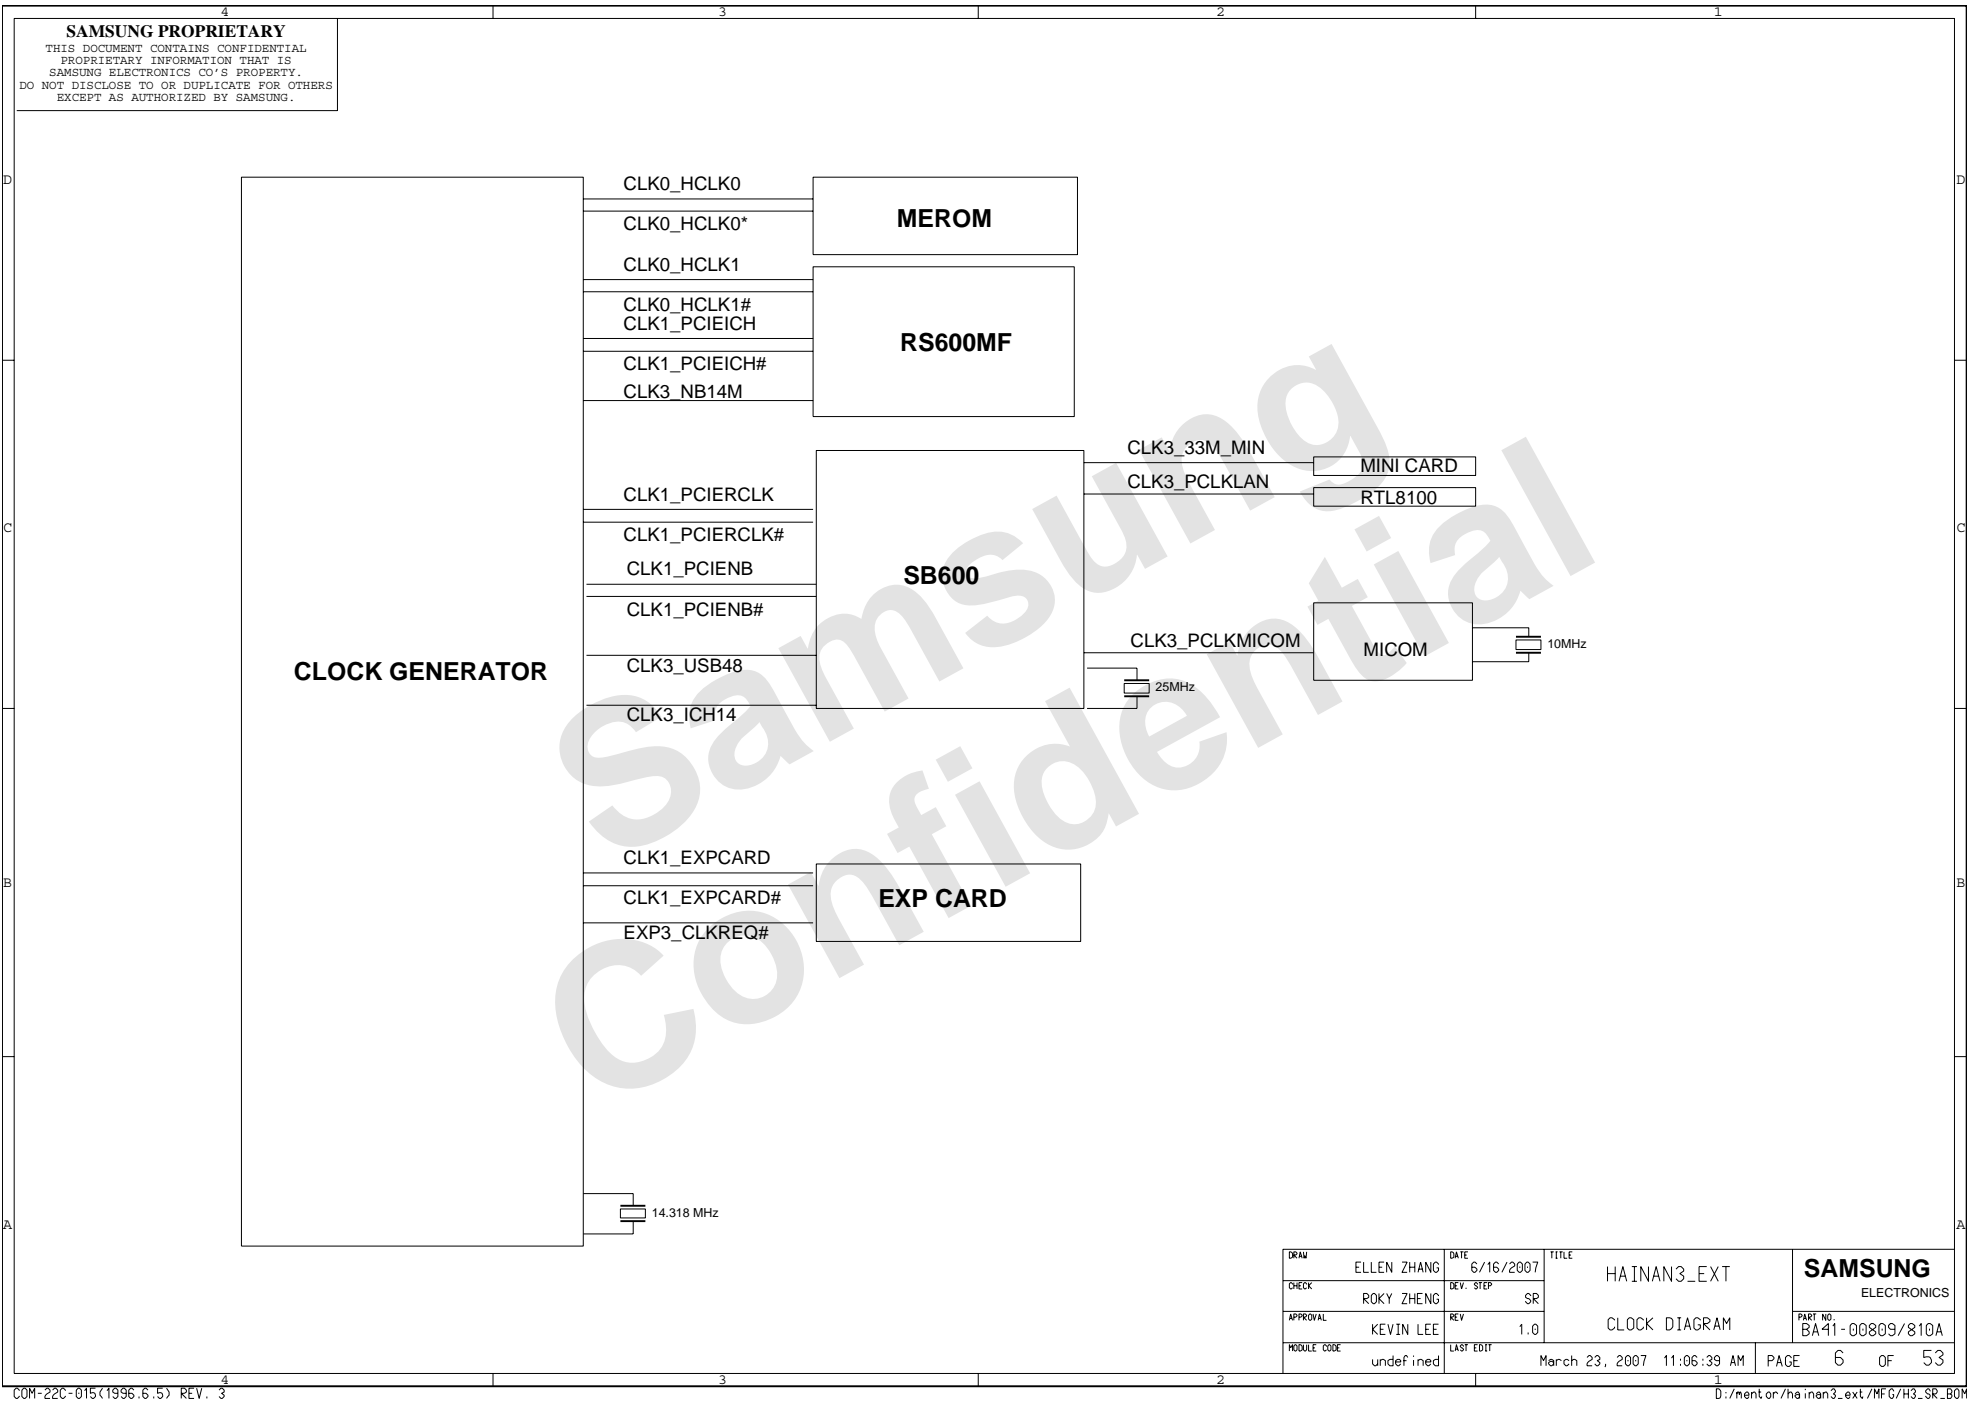 4 3 2 1
SAMSUNG PROPRIETARY
THIS DOCUMENT CONTAINS CONFIDENTIAL
PROPRIETARY INFORMATION THAT IS
SAMSUNG ELECTRONICS CO'S PROPERTY.
DO NOT DISCLOSE TO OR DUPLICATE FOR OTHERS
EXCEPT AS AUTHORIZED BY SAMSUNG.
D D
CLK0_HCLK0
MEROM
CLK0_HCLK0*
CLK0_HCLK1
CLK0_HCLK1#
CLK1_PCIEICH
RS600MF
CLK1_PCIEICH#
CLK3_NB14M
CLK3_33M_MIN
MINI CARD
CLK3_PCLKLAN
RTL8100
CLK1_PCIERCLK
C C
CLK1_PCIERCLK#
CLK1_PCIENB
SB600
CLK1_PCIENB#
CLK3_PCLKMICOM
MICOM
10MHz
CLOCK GENERATOR
CLK3_USB48
25MHz
CLK3_ICH14
Samsung
Confidential
CLK1_EXPCARD
B B
CLK1_EXPCARD#
EXP CARD
EXP3_CLKREQ#
14.318 MHz
A A
DRAW
ELLEN ZHANG
DATE
6/16/2007
TITLE
HAINAN3_EXT
SAMSUNG
ELECTRONICS
CHECK
ROKY ZHENG
DEV. STEP
SR
APPROVAL
KEVIN LEE
REV
1.0
CLOCK DIAGRAM
PART NO.
BA41-00809/810A
MODULE CODE
undefined
LAST EDIT
March 23, 2007 11:06:39 AM
PAGE 6 OF 53
4 3 2 1
COM-22C-015(1996.6.5) REV. 3
D:/mentor/hainan3_ext/MFG/H3_SR_BOM